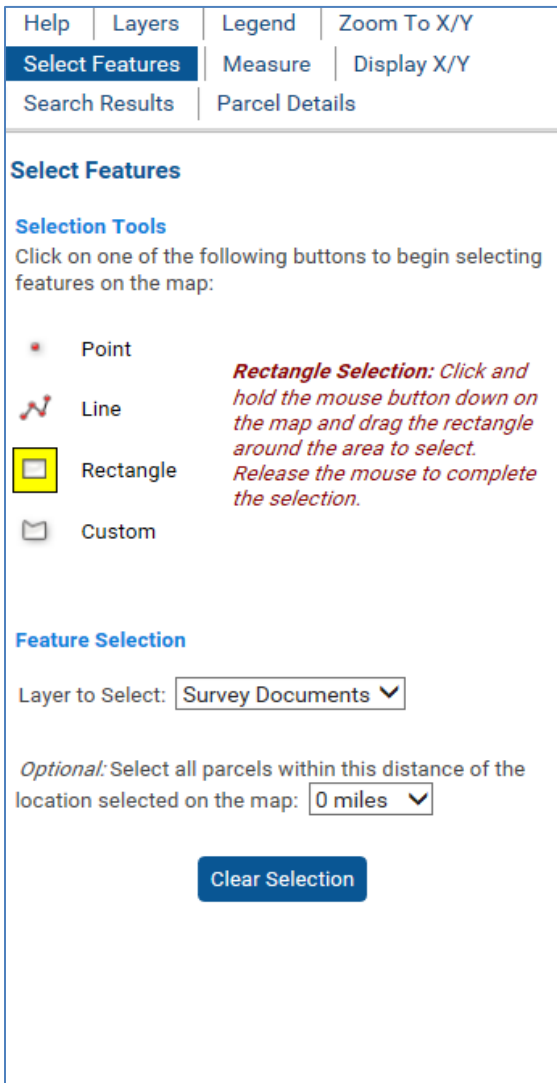 Help Layers Legend Zoom To X/Y
Select Features Measure Display X/Y
Search Results Parcel Details
Select Features
Selection Tools
Click on one of the following buttons to begin selecting
features on the map:
Point
Line
Rectangle
Custom
Rectangle Selection: Click and
hold the mouse button down on
the map and drag the rectangle
around the area to select.
Release the mouse to complete
the selection.
Feature Selection
Layer to Select: Survey Documents
Optional: Select all parcels within this distance of the
location selected on the map: 0 miles
Clear Selection